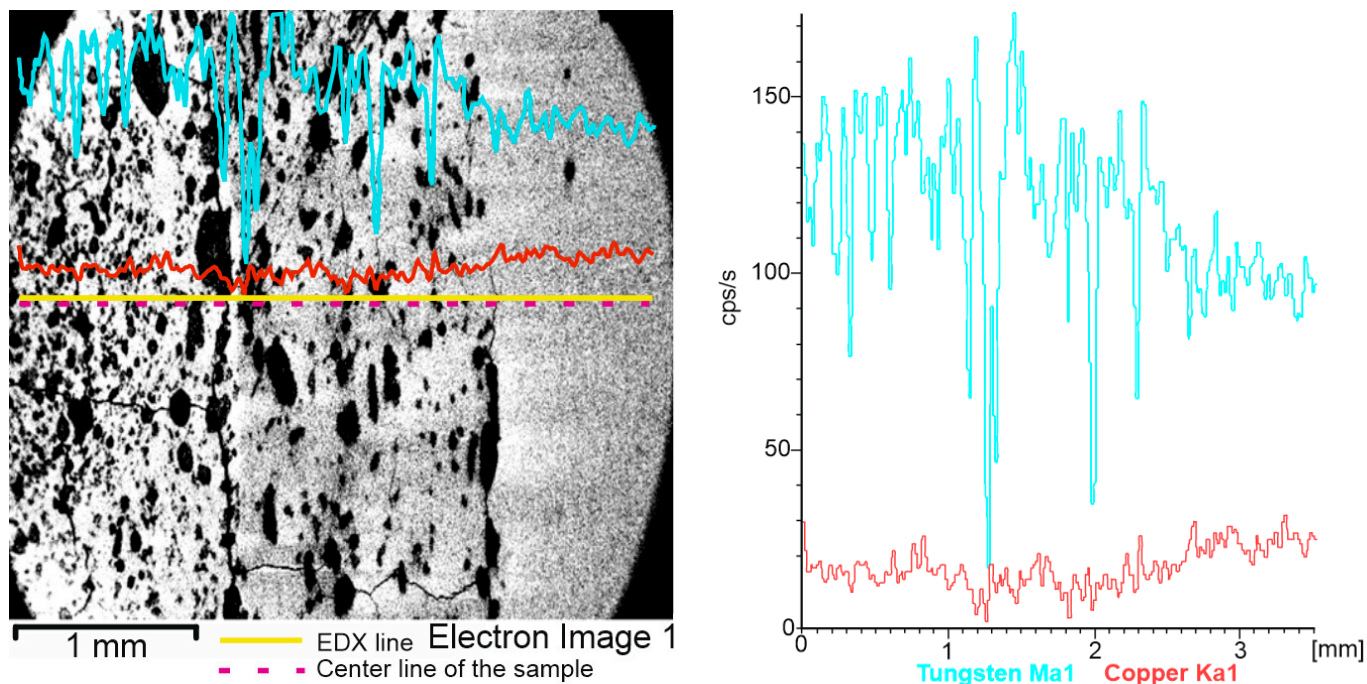 1 mm
EDX line
Electron Image 1
Center line of the sample
150
100
50
0
cps/s
0
1
2
3
[mm]
Tungsten Ma1
Copper Ka1